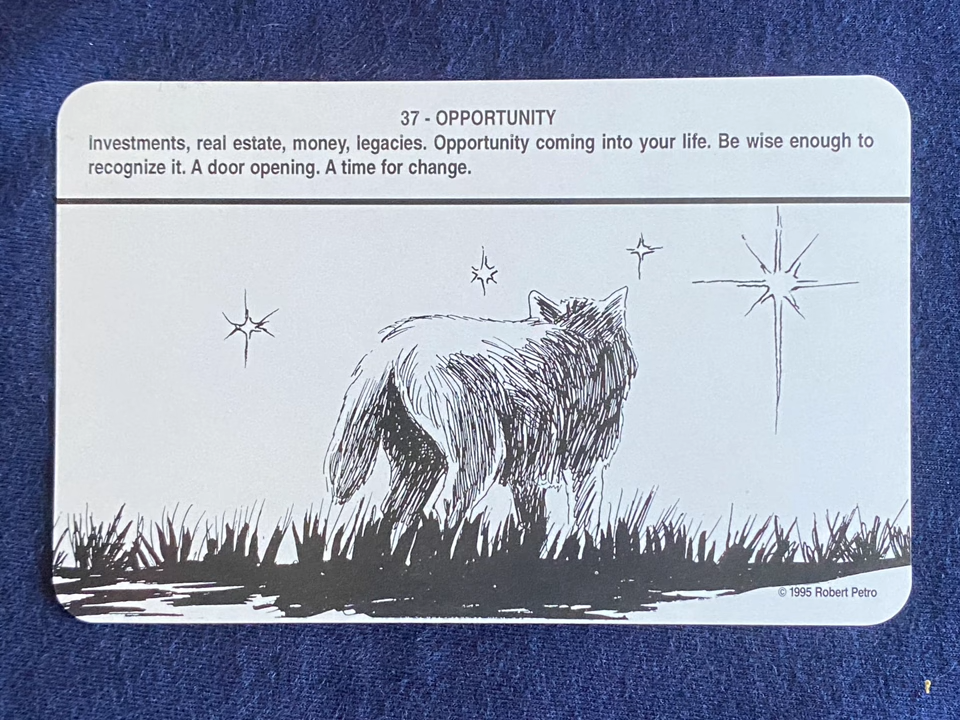 37 - OPPORTUNITY
Investments, real estate, money, legacies. Opportunity coming into your life. Be wise enough to
recognize it. A door opening. A time for change.
© 1995 Robert Petro